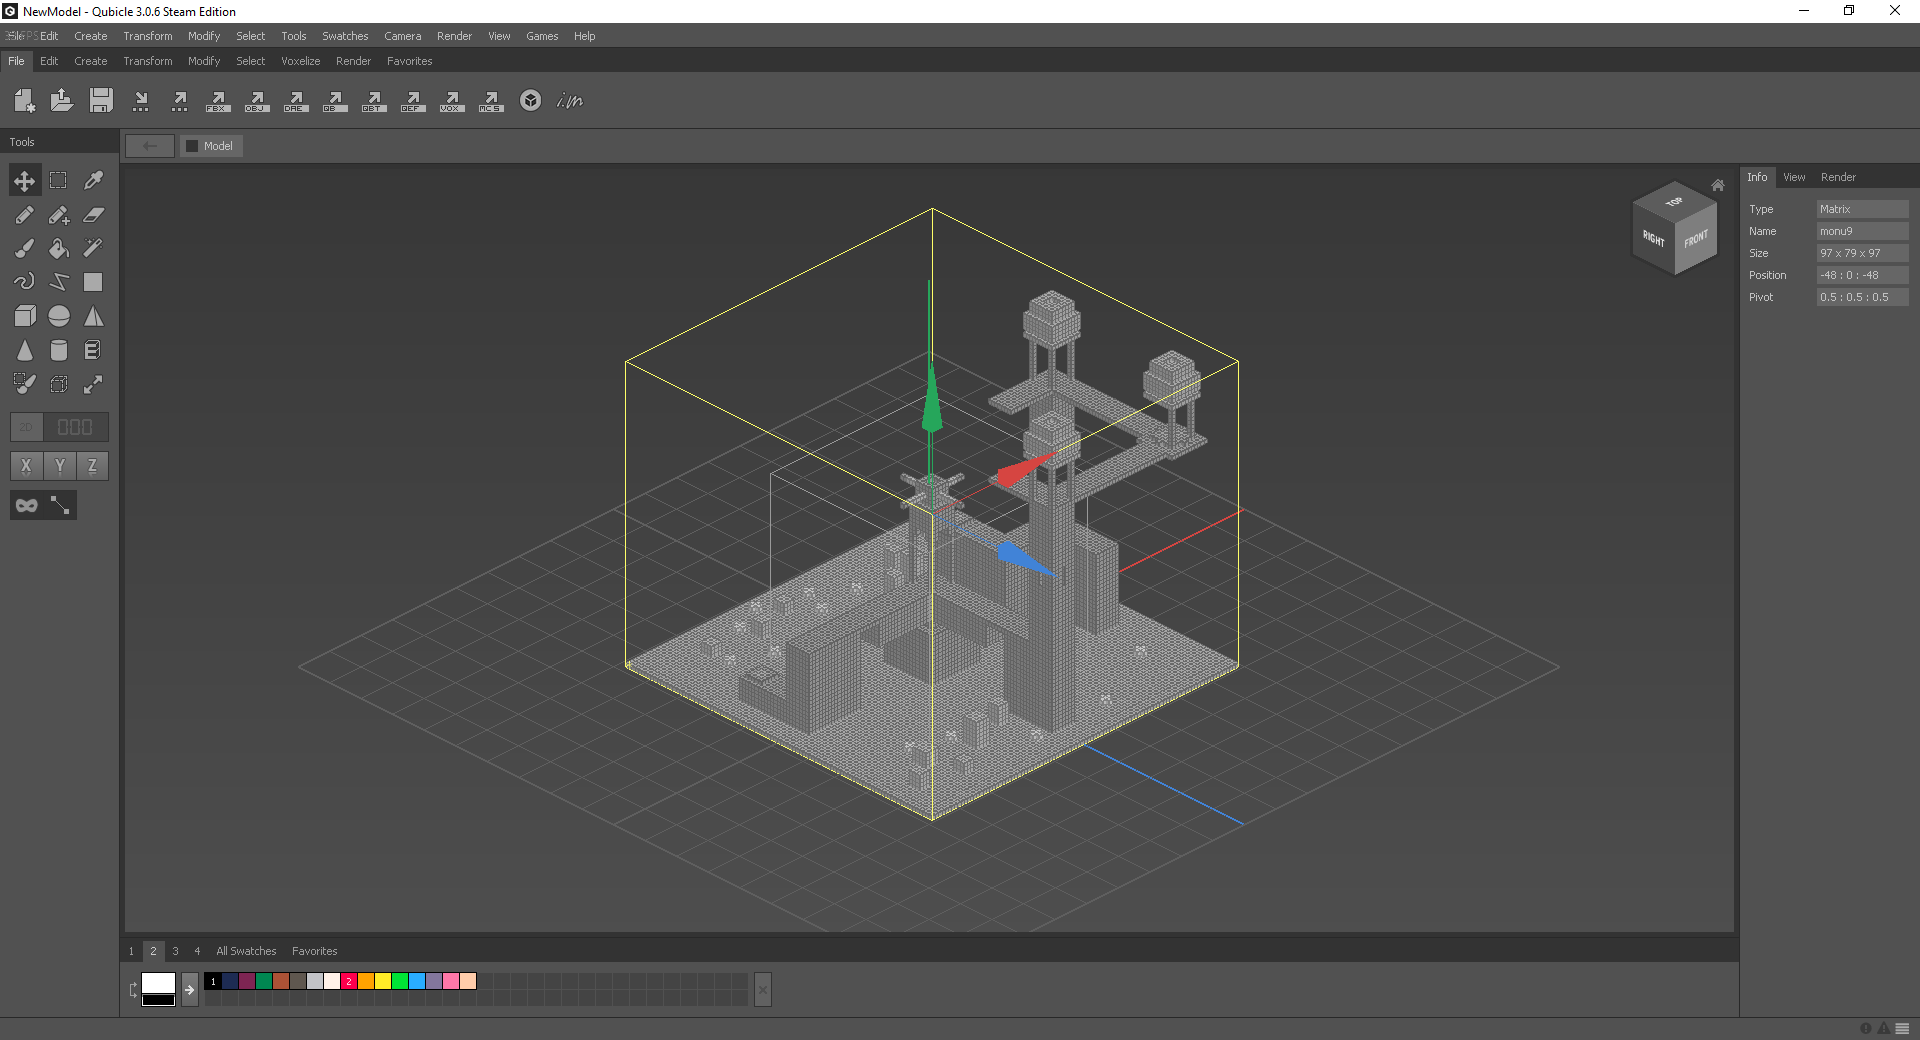 NewModel - Qubicle 3.0.6 Steam Edition
Edit Create Transform Modify Select Tools Swatches Camera Render View Games Help
File Edit Create Transform Modify Select Voxelize Render Favorites
FBX OBJ DAE QB QBT QEF VOX MCS i.m
Tools
Model
Info View Render
Type Matrix
Name monu9
Size 97 x 79 x 97
Position -48 : 0 : -48
Pivot 0.5 : 0.5 : 0.5
TOP
RIGHT FRONT
2D 000
X Y Z
1 2 3 4 All Swatches Favorites
1 2